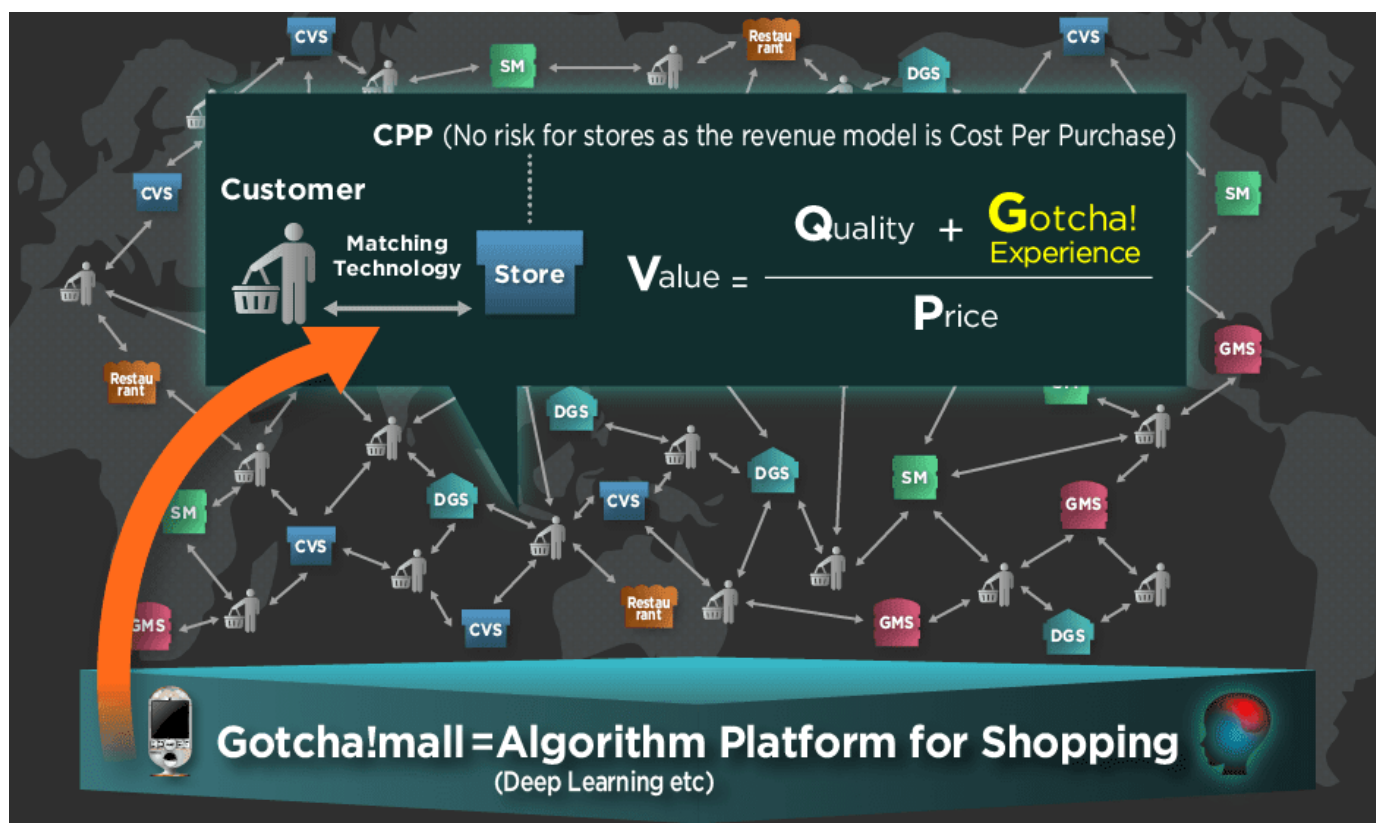 CVS
SM
Restau
rant
DGS
CVS
CPP (No risk for stores as the revenue model is Cost Per Purchase)
CVS
Customer
SM
Matching
Technology
Store
Value =
Quality + Gotcha!
Experience
Price
Restau
rant
GMS
SM
DGS
DGS
SM
CVS
DGS
GMS
SM
CVS
Restau
rant
GMS
CVS
GMS
DGS
Gotcha!mall=Algorithm Platform for Shopping
(Deep Learning etc)